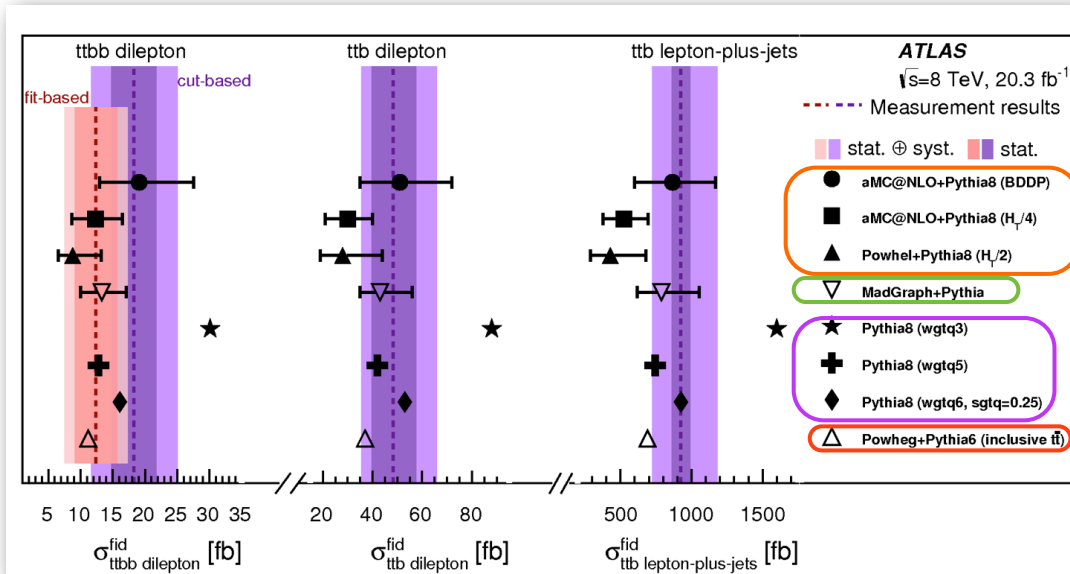 ttbb dilepton
ttb dilepton
ttb lepton-plus-jets
cut-based
fit-based
ATLAS
√s=8 TeV, 20.3 fb⁻¹
Measurement results
stat. ⊕ syst.
stat.
aMC@NLO+Pythia8 (BDDP)
aMC@NLO+Pythia8 (H_T/4)
Powhel+Pythia8 (H_T/2)
MadGraph+Pythia
Pythia8 (wgtq3)
Pythia8 (wgtq5)
Pythia8 (wgtq6, sgtq=0.25)
Powheg+Pythia6 (inclusive tt̄)
5 10 15 20 25 30 35
20 40 60 80
500 1000 1500
σ^fid_ttbb dilepton [fb]
σ^fid_ttb dilepton [fb]
σ^fid_ttb lepton-plus-jets [fb]